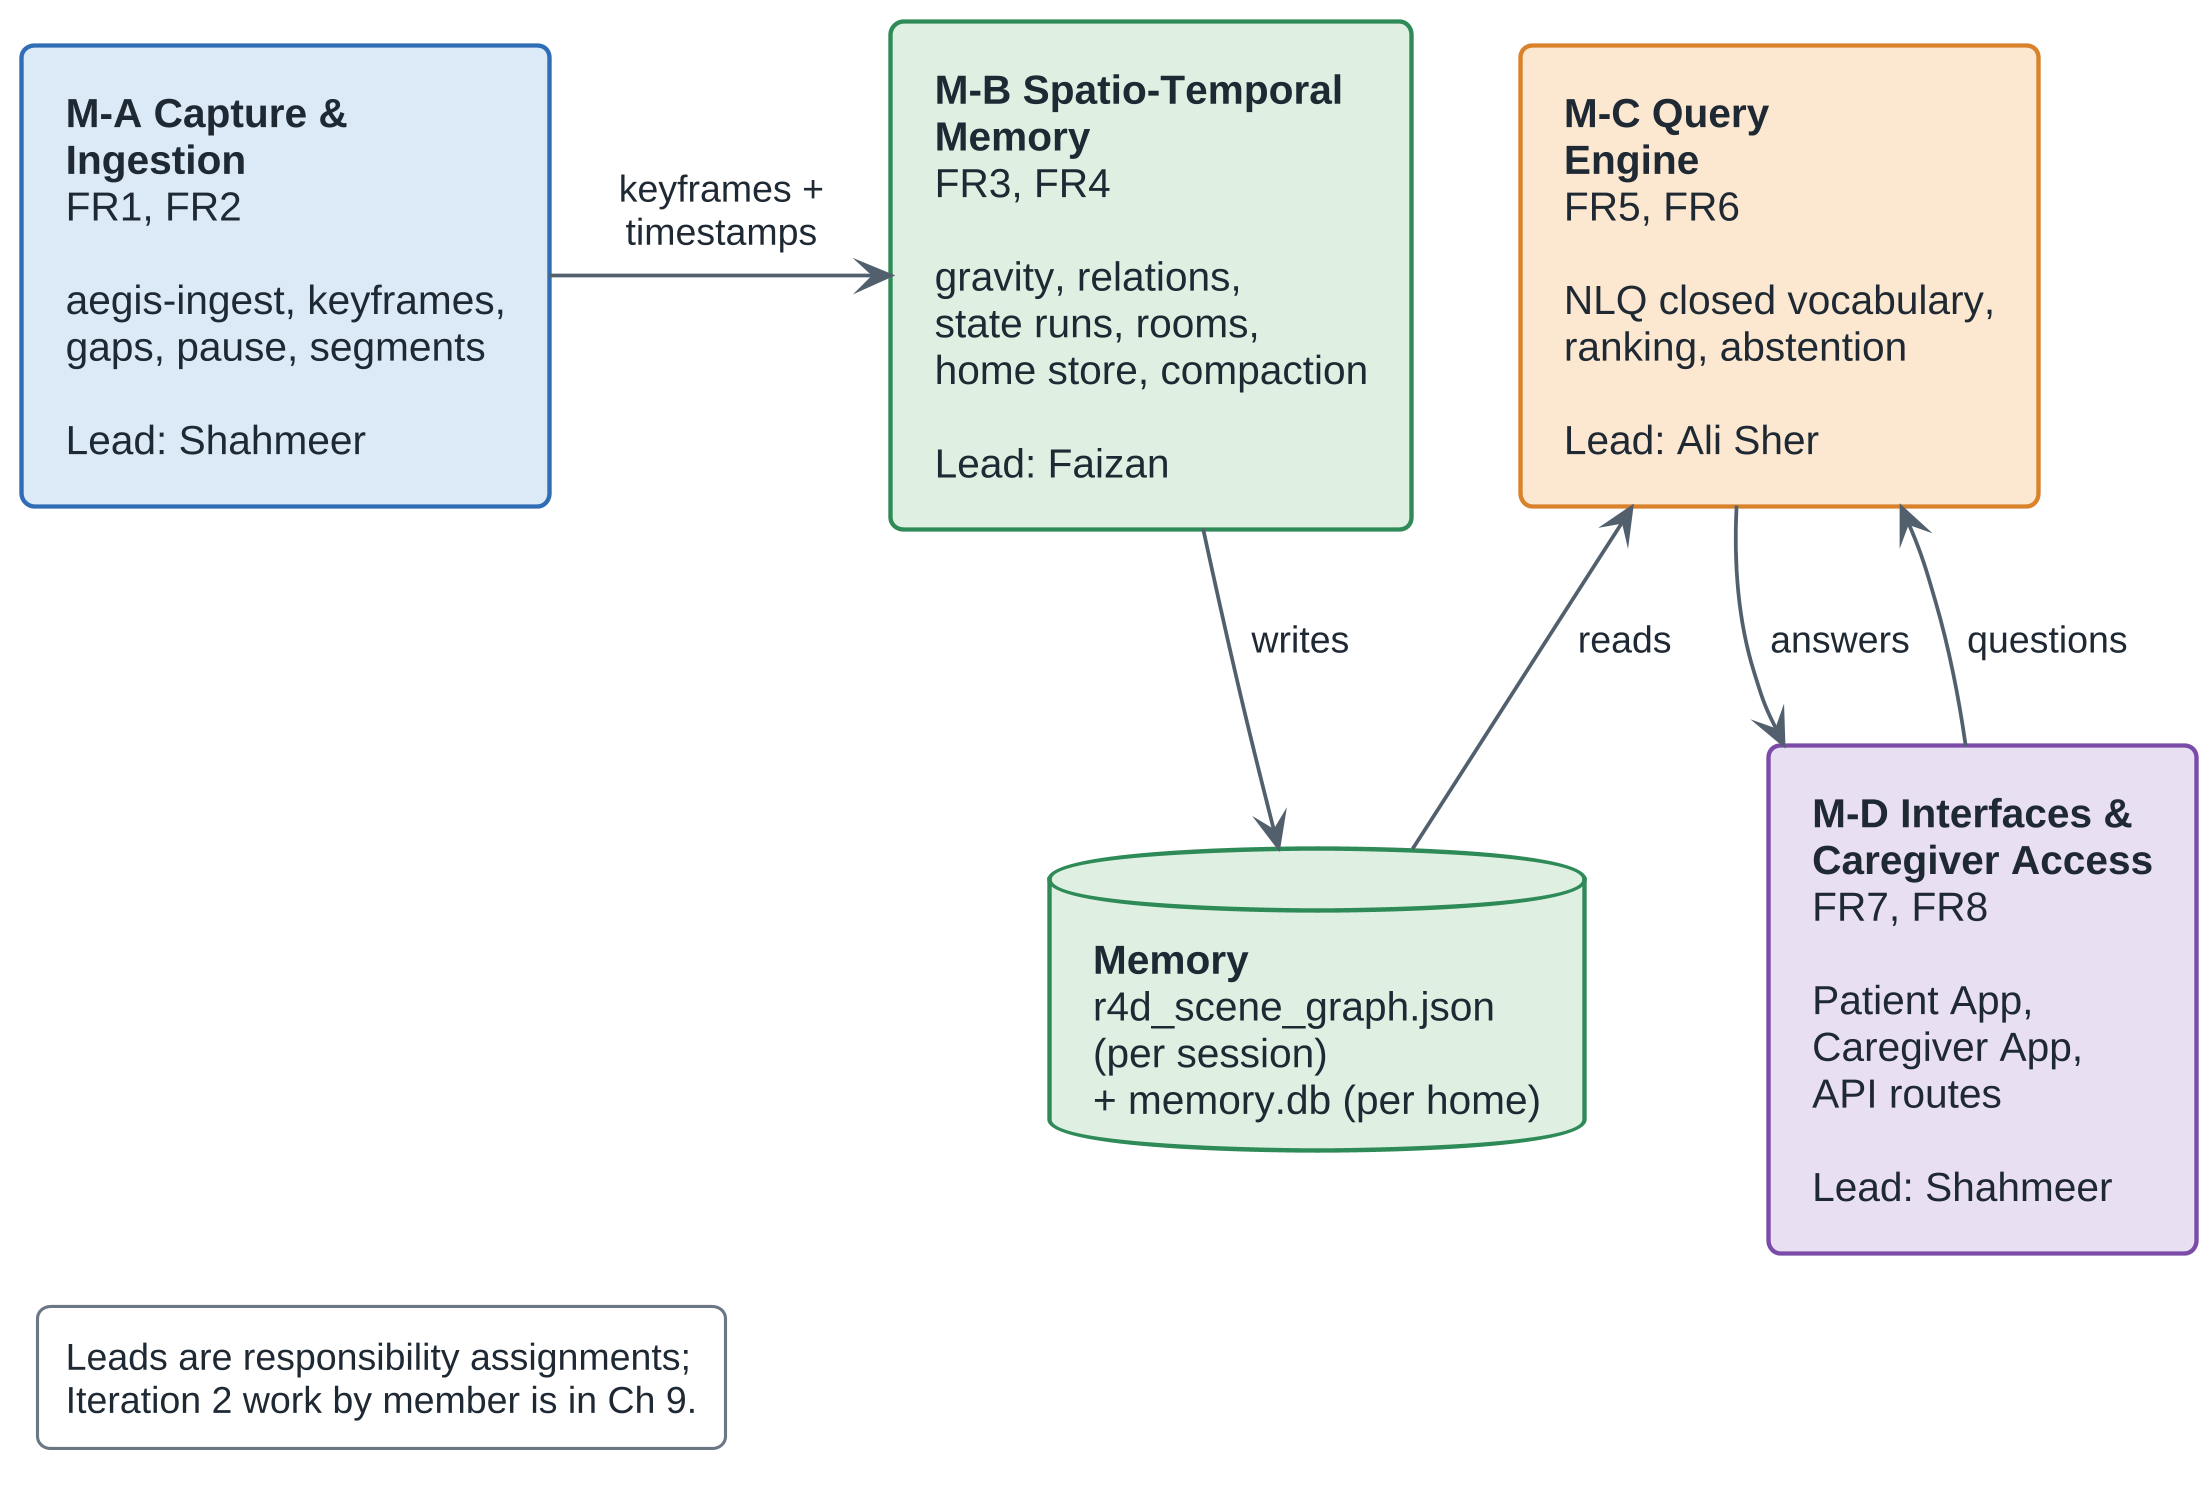 M-A Capture &
Ingestion
FR1, FR2
aegis-ingest, keyframes,
gaps, pause, segments
Lead: Shahmeer
keyframes +
timestamps
M-B Spatio-Temporal
Memory
FR3, FR4
gravity, relations,
state runs, rooms,
home store, compaction
Lead: Faizan
M-C Query
Engine
FR5, FR6
NLQ closed vocabulary,
ranking, abstention
Lead: Ali Sher
writes
reads
answers
questions
Memory
r4d_scene_graph.json
(per session)
+ memory.db (per home)
M-D Interfaces &
Caregiver Access
FR7, FR8
Patient App,
Caregiver App,
API routes
Lead: Shahmeer
Leads are responsibility assignments;
Iteration 2 work by member is in Ch 9.